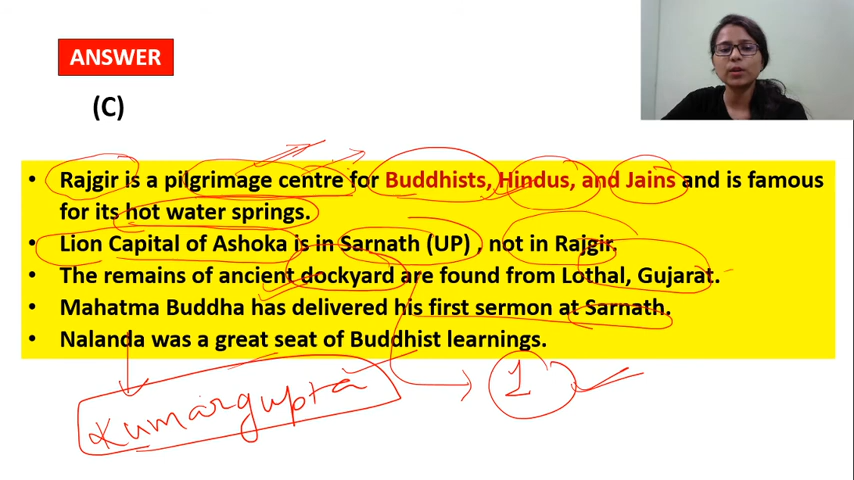 ANSWER
(C)
• Rajgir is a pilgrimage centre for Buddhists, Hindus, and Jains and is famous
for its hot water springs.
• Lion Capital of Ashoka is in Sarnath (UP) , not in Rajgir.
• The remains of ancient dockyard are found from Lothal, Gujarat.
• Mahatma Buddha has delivered his first sermon at Sarnath.
• Nalanda was a great seat of Buddhist learnings.
Kumargupta
1